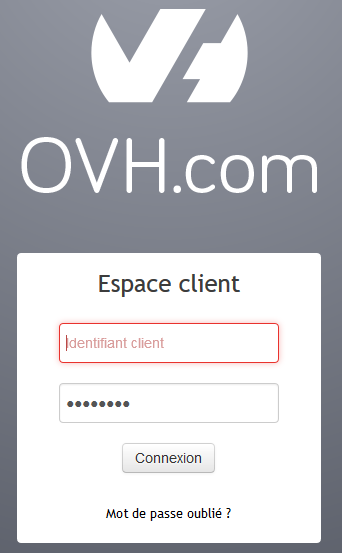 OVH.com
Espace client
Identifiant client
••••••••
Connexion
Mot de passe oublié ?